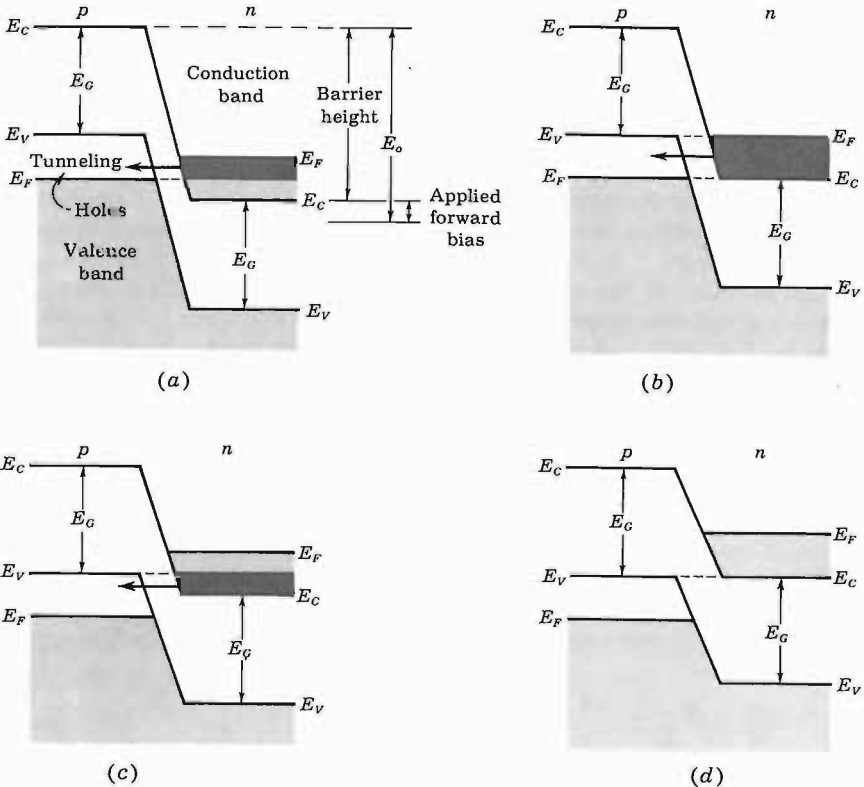 p n
E_C
E_G
Conduction
band
Barrier
height
E_o
E_V
Tunneling
E_F
E_F
Holes
E_C
Applied
forward
bias
Valence
band
E_G
E_V
(a)
p n
E_C
E_G
E_V
E_F
E_F
E_C
E_G
E_V
(b)
p n
E_C
E_G
E_F
E_V
E_C
E_F
E_G
E_V
(c)
p n
E_C
E_G
E_F
E_V
E_C
E_F
E_G
E_V
(d)